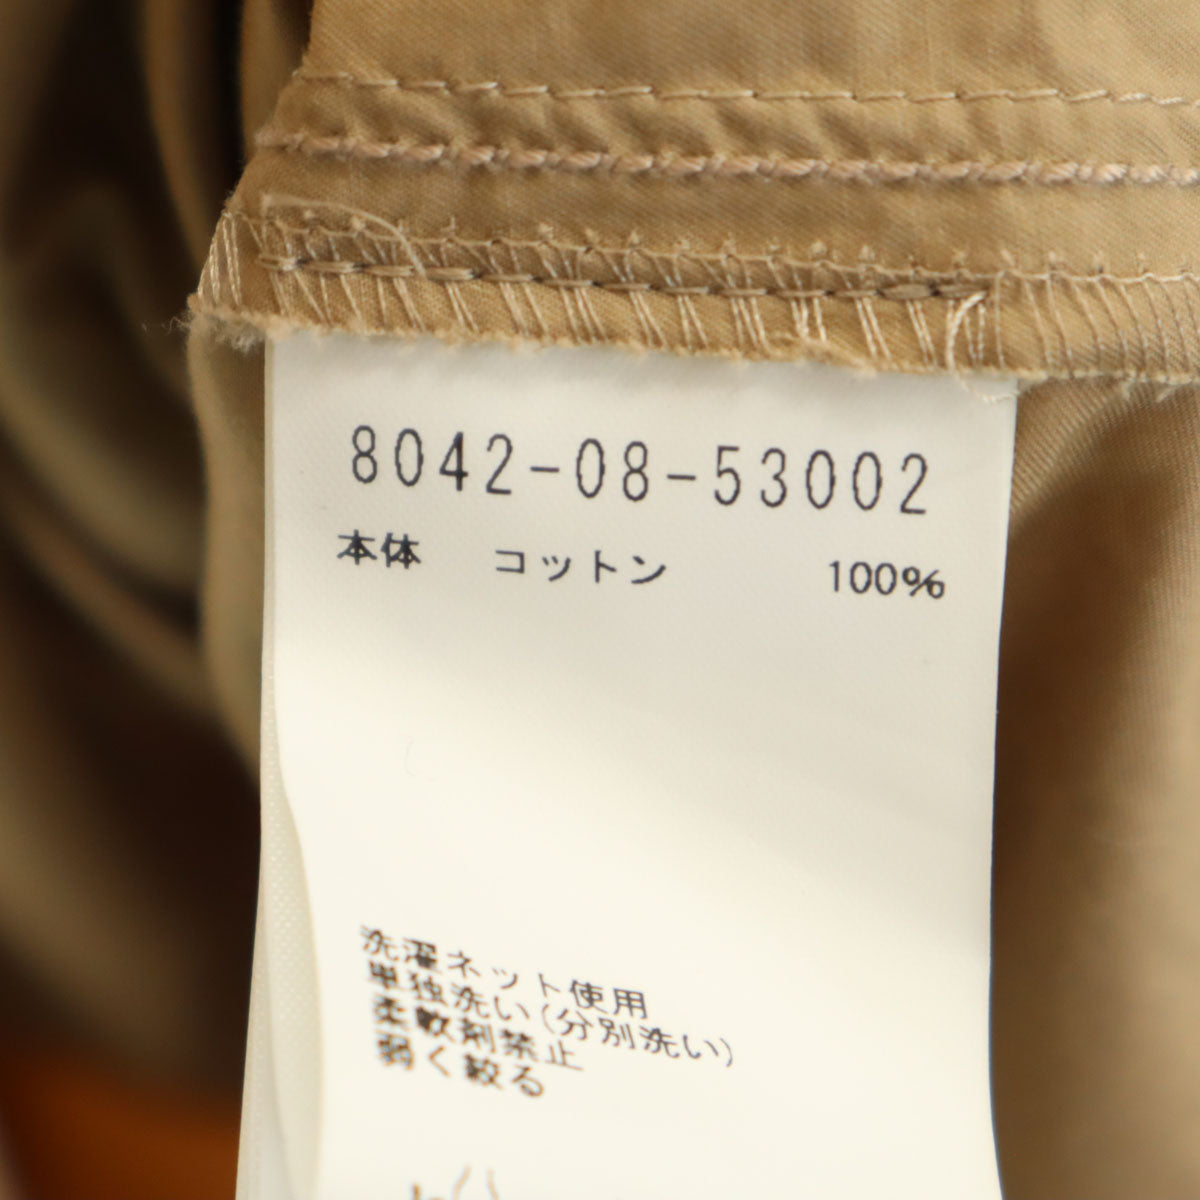 8042-08-53002
本体 コットン 100%
洗濯ネット使用
単独洗い(分別洗い)
柔軟剤禁止
弱く絞る